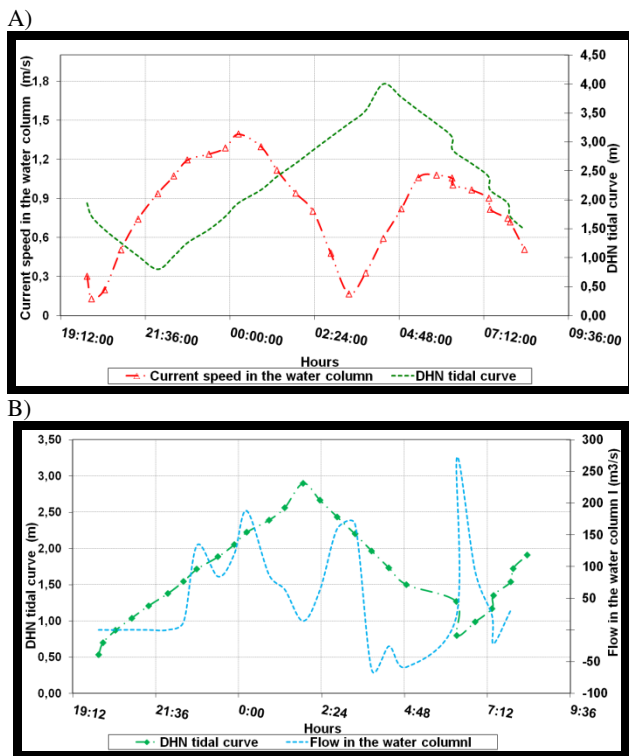 A)
Current speed in the water column (m/s)
1,8
1,5
1,2
0,9
0,6
0,3
0
4,50
4,00
3,50
3,00
2,50
2,00
1,50
1,00
0,50
0,00
DHN tidal curve (m)
19:12:00 21:36:00 00:00:00 02:24:00 04:48:00 07:12:00 09:36:00
Hours
Current speed in the water column DHN tidal curve
B)
DHN tidal curve (m)
3,50
3,00
2,50
2,00
1,50
1,00
0,50
0,00
300
250
200
150
100
50
0
-50
-100
Flow in the water column I (m3/s)
19:12 21:36 0:00 2:24 4:48 7:12 9:36
Hours
DHN tidal curve Flow in the water columnI